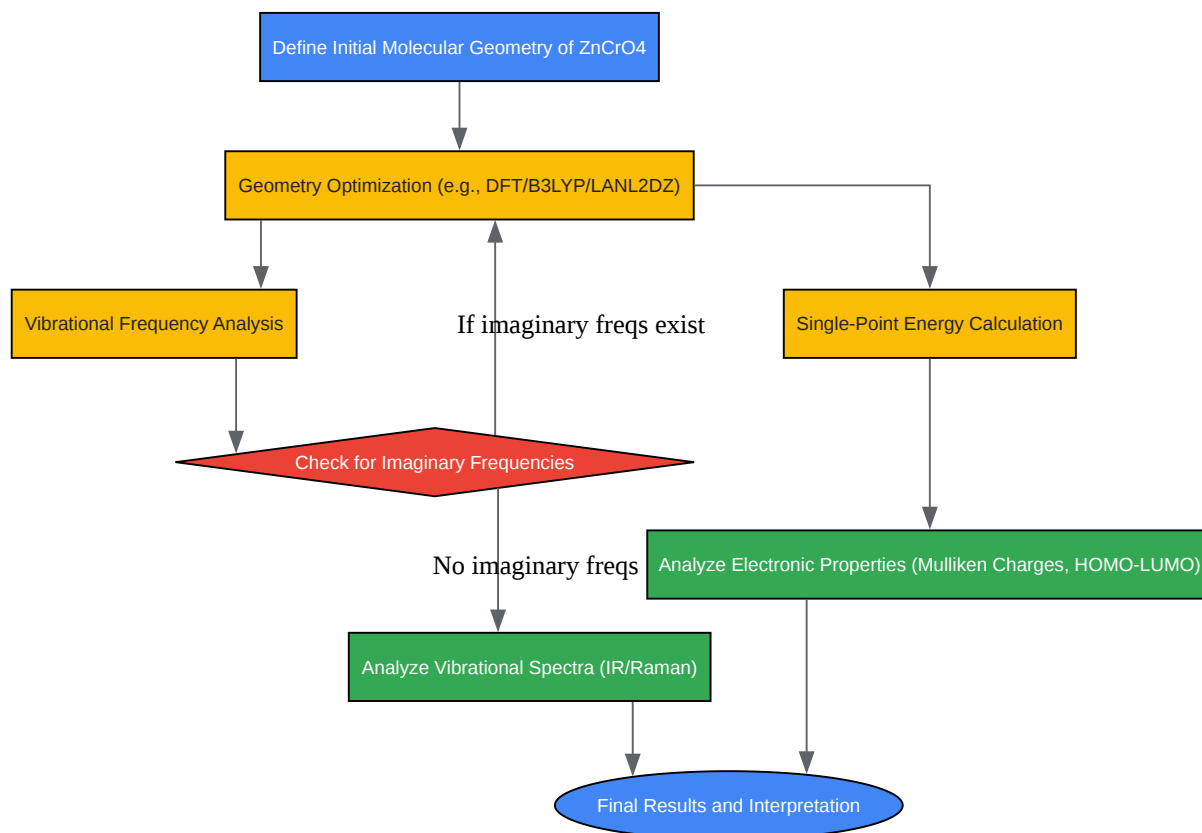 Define Initial Molecular Geometry of ZnCrO4
Geometry Optimization (e.g., DFT/B3LYP/LANL2DZ)
Vibrational Frequency Analysis
If imaginary freqs exist
Single-Point Energy Calculation
Check for Imaginary Frequencies
No imaginary freqs
Analyze Electronic Properties (Mulliken Charges, HOMO-LUMO)
Analyze Vibrational Spectra (IR/Raman)
Final Results and Interpretation